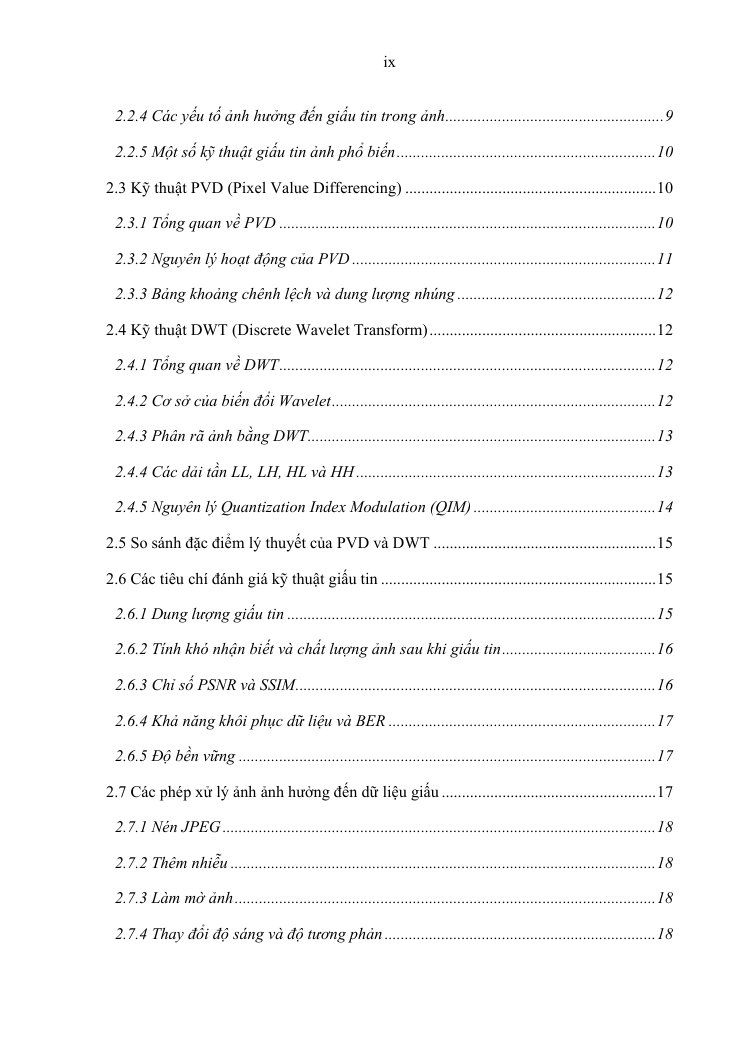 ix
2.2.4 Các yếu tố ảnh hưởng đến giấu tin trong ảnh......................................................9
2.2.5 Một số kỹ thuật giấu tin ảnh phổ biến................................................................10
2.3 Kỹ thuật PVD (Pixel Value Differencing) ..............................................................10
2.3.1 Tổng quan về PVD .............................................................................................10
2.3.2 Nguyên lý hoạt động của PVD ...........................................................................11
2.3.3 Bảng khoảng chênh lệch và dung lượng nhúng .................................................12
2.4 Kỹ thuật DWT (Discrete Wavelet Transform)........................................................12
2.4.1 Tổng quan về DWT.............................................................................................12
2.4.2 Cơ sở của biến đổi Wavelet................................................................................12
2.4.3 Phân rã ảnh bằng DWT......................................................................................13
2.4.4 Các dải tần LL, LH, HL và HH ..........................................................................13
2.4.5 Nguyên lý Quantization Index Modulation (QIM) .............................................14
2.5 So sánh đặc điểm lý thuyết của PVD và DWT .......................................................15
2.6 Các tiêu chí đánh giá kỹ thuật giấu tin ....................................................................15
2.6.1 Dung lượng giấu tin ...........................................................................................15
2.6.2 Tính khó nhận biết và chất lượng ảnh sau khi giấu tin......................................16
2.6.3 Chỉ số PSNR và SSIM.........................................................................................16
2.6.4 Khả năng khôi phục dữ liệu và BER ..................................................................17
2.6.5 Độ bền vững .......................................................................................................17
2.7 Các phép xử lý ảnh ảnh hưởng đến dữ liệu giấu .....................................................17
2.7.1 Nén JPEG...........................................................................................................18
2.7.2 Thêm nhiễu .........................................................................................................18
2.7.3 Làm mờ ảnh........................................................................................................18
2.7.4 Thay đổi độ sáng và độ tương phản ...................................................................18